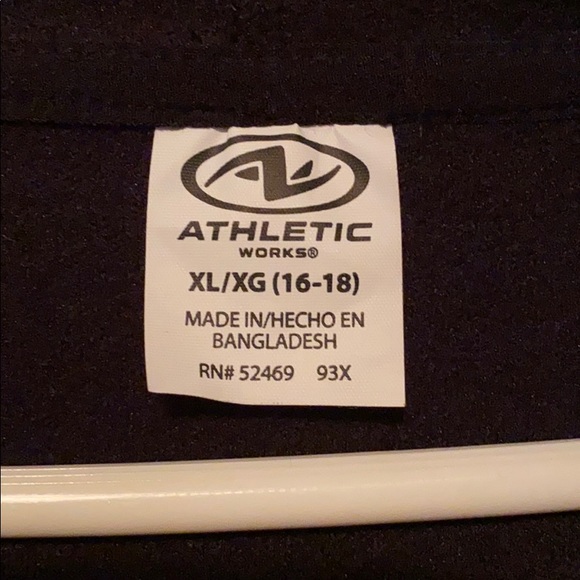 ATHLETIC
WORKS®
XL/XG (16-18)
MADE IN/HECHO EN
BANGLADESH
RN# 52469 93X